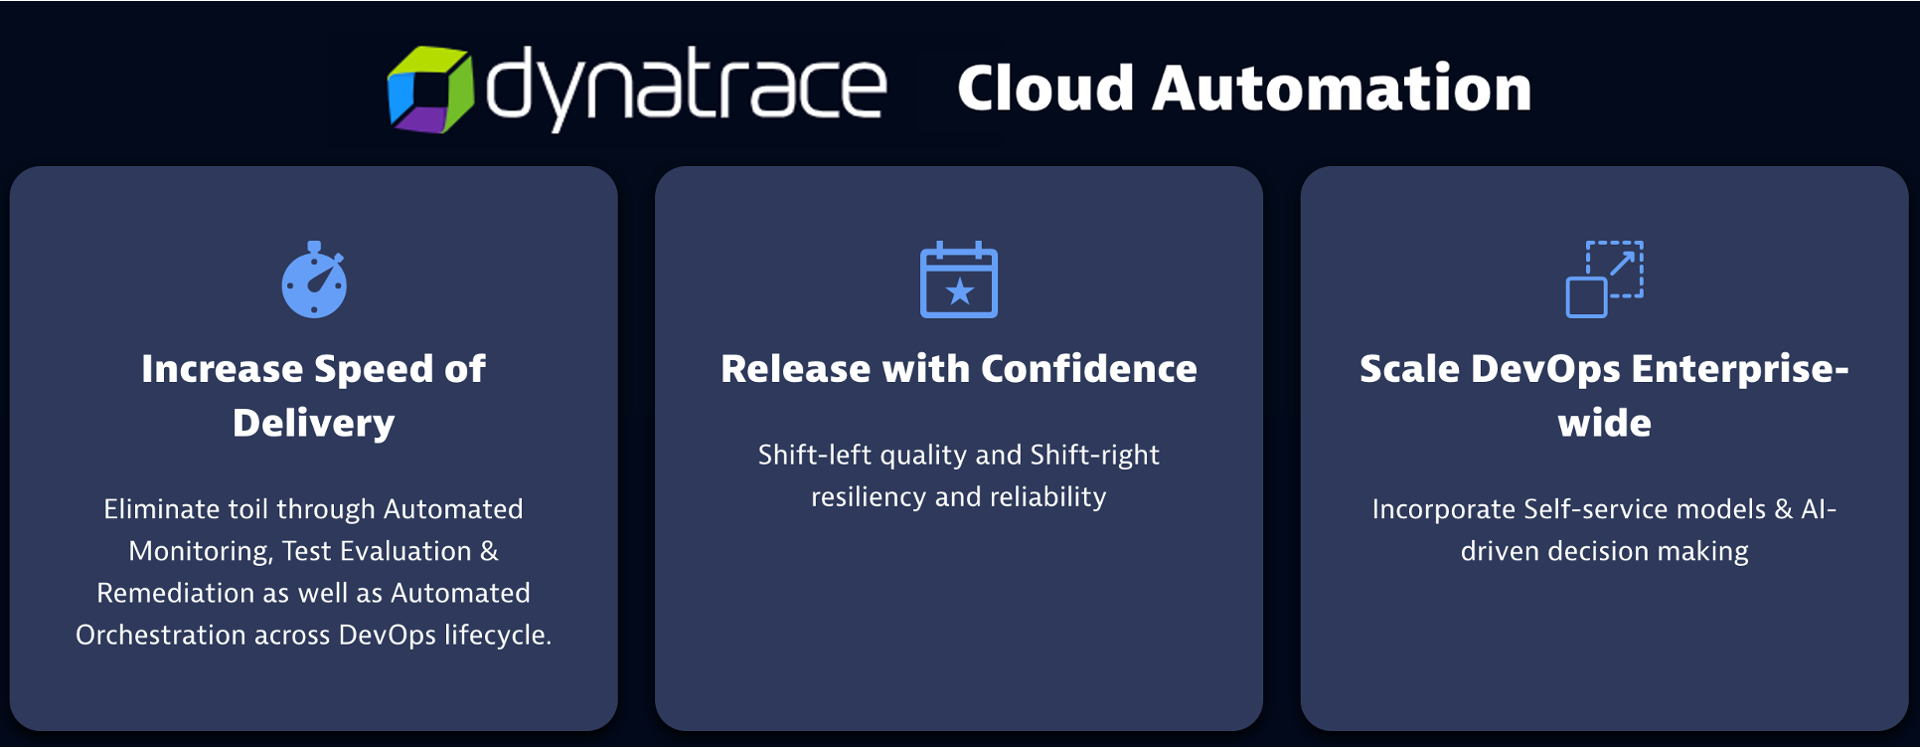 dynatrace Cloud Automation
Increase Speed of
Delivery
Eliminate toil through Automated
Monitoring, Test Evaluation &
Remediation as well as Automated
Orchestration across DevOps lifecycle.
Release with Confidence
Shift-left quality and Shift-right
resiliency and reliability
Scale DevOps Enterprise-
wide
Incorporate Self-service models & AI-
driven decision making